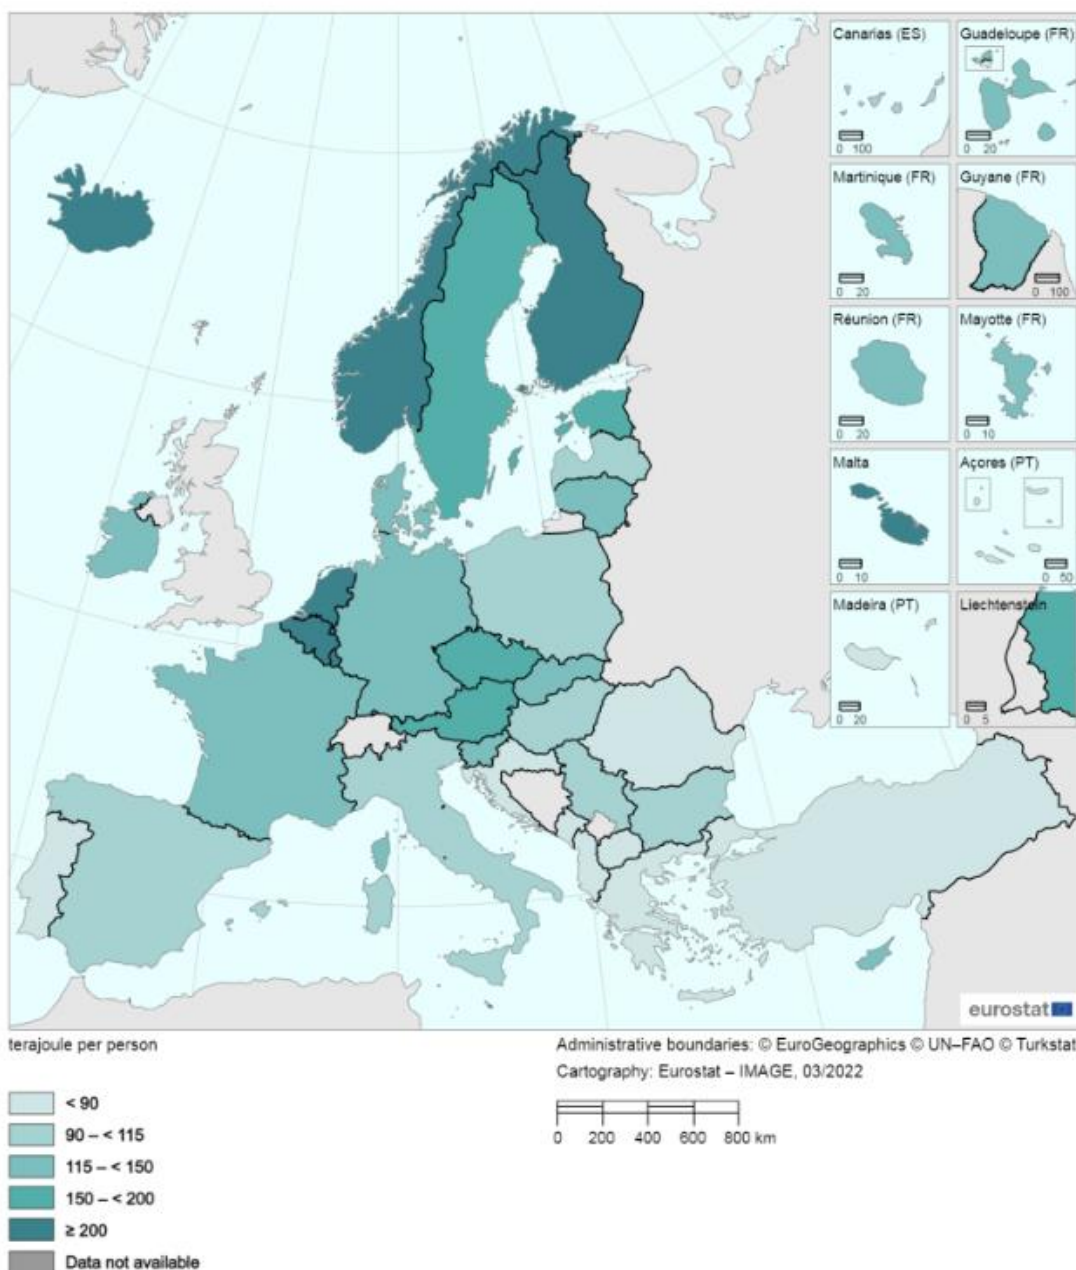 Canarias (ES)
0 100
Guadeloupe (FR)
0 20
Martinique (FR)
0 20
Guyane (FR)
0 100
Réunion (FR)
0 20
Mayotte (FR)
0 10
Malta
0 10
Açores (PT)
0 50
Madeira (PT)
0 20
Liechtenstein
0 5
eurostat
terajoule per person
Administrative boundaries: © EuroGeographics © UN–FAO © Turkstat
Cartography: Eurostat – IMAGE, 03/2022
< 90
90 – < 115
115 – < 150
150 – < 200
≥ 200
Data not available
0 200 400 600 800 km